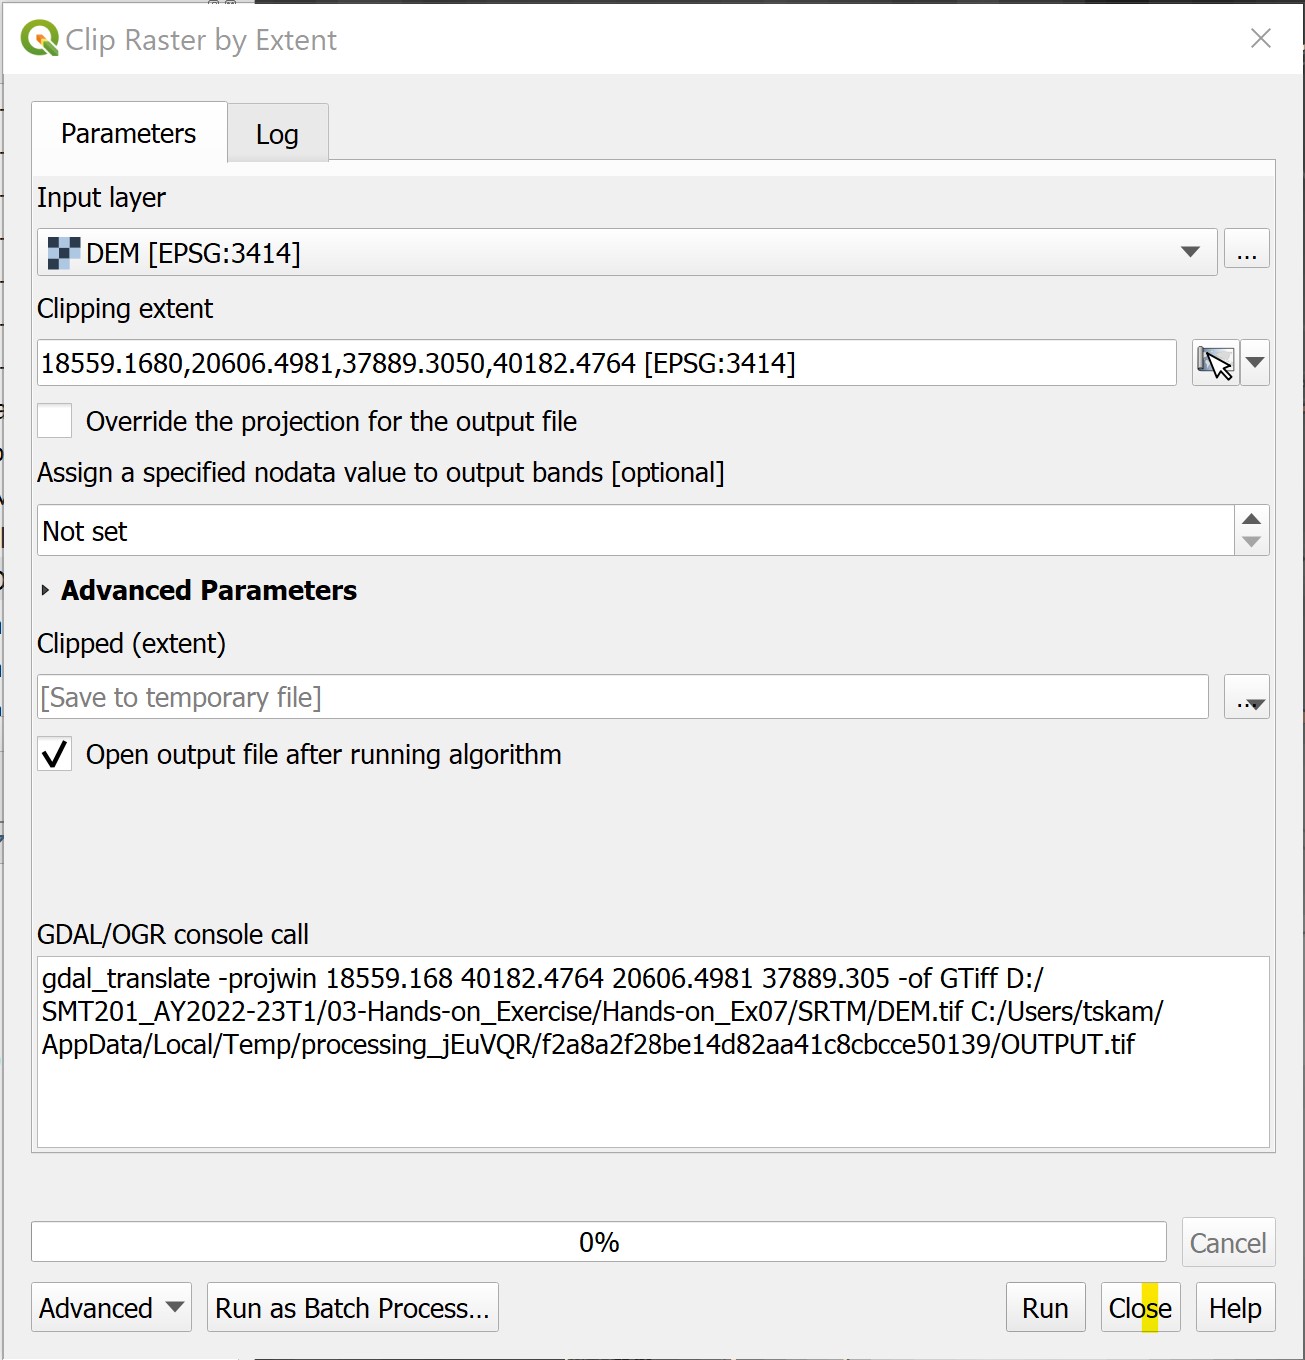 Clip Raster by Extent
Parameters
Log
Input layer
DEM [EPSG:3414]
...
Clipping extent
18559.1680,20606.4981,37889.3050,40182.4764 [EPSG:3414]
Override the projection for the output file
Assign a specified nodata value to output bands [optional]
Not set
Advanced Parameters
Clipped (extent)
[Save to temporary file]
...
Open output file after running algorithm
GDAL/OGR console call
gdal_translate -projwin 18559.168 40182.4764 20606.4981 37889.305 -of GTiff D:/
SMT201_AY2022-23T1/03-Hands-on_Exercise/Hands-on_Ex07/SRTM/DEM.tif C:/Users/tskam/
AppData/Local/Temp/processing_jEuVQR/f2a8a2f28be14d82aa41c8cbcce50139/OUTPUT.tif
0%
Cancel
Advanced
Run as Batch Process...
Run
Close
Help